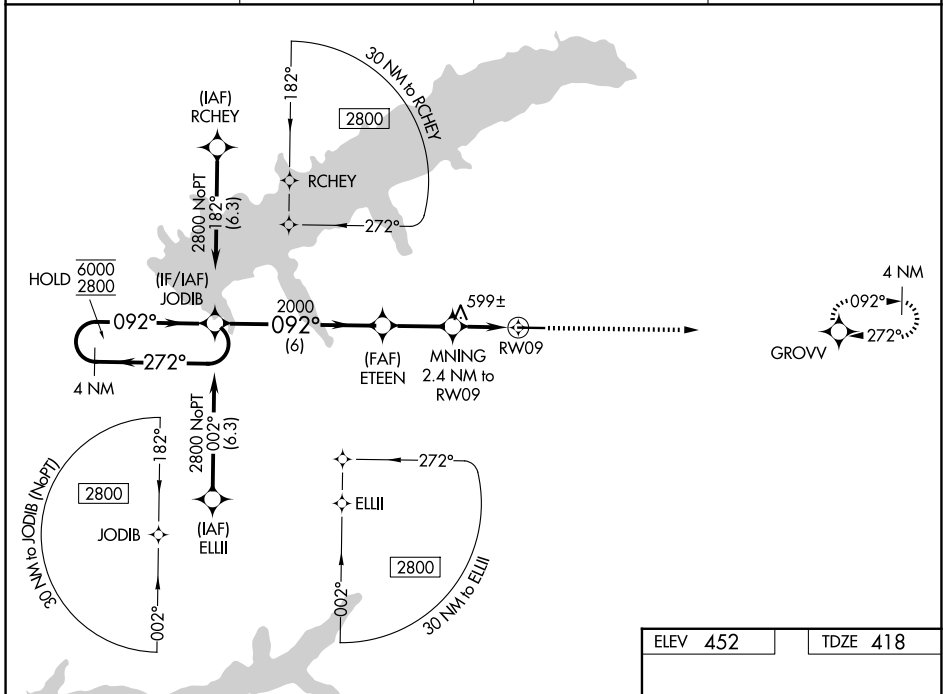 (IAF)
RCHEY
2800 NoPT
182°
(6.3)
182°
30 NM to RCHEY
2800
RCHEY
272°
HOLD
6000
2800
(IF/IAF)
JODIB
092°
272°
4 NM
2000
092°
(6)
(FAF)
ETEEN
599±
MNING
2.4 NM to
RW09
RW09
4 NM
092°
272°
GROVV
2800 NoPT
002°
(6.3)
(IAF)
ELLII
30 NM to JODIB (NoPT)
182°
2800
JODIB
002°
272°
ELLII
2800
002°
30 NM to ELLII
ELEV 452
TDZE 418